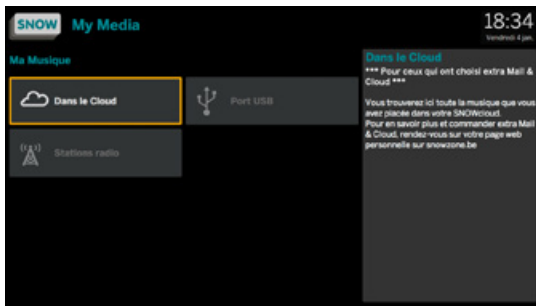 SNOW My Media
18:34
Vendredi 4 jan.
Ma Musique
Dans le Cloud
Port USB
Stations radio
Dans le Cloud
*** Pour ceux qui ont choisi extra Mail &
Cloud ***
Vous trouverez ici toute la musique que vous
avez placée dans votre SNOWcloud.
Pour en savoir plus et commander extra Mail
& Cloud, rendez-vous sur votre page web
personnelle sur snowzone.be